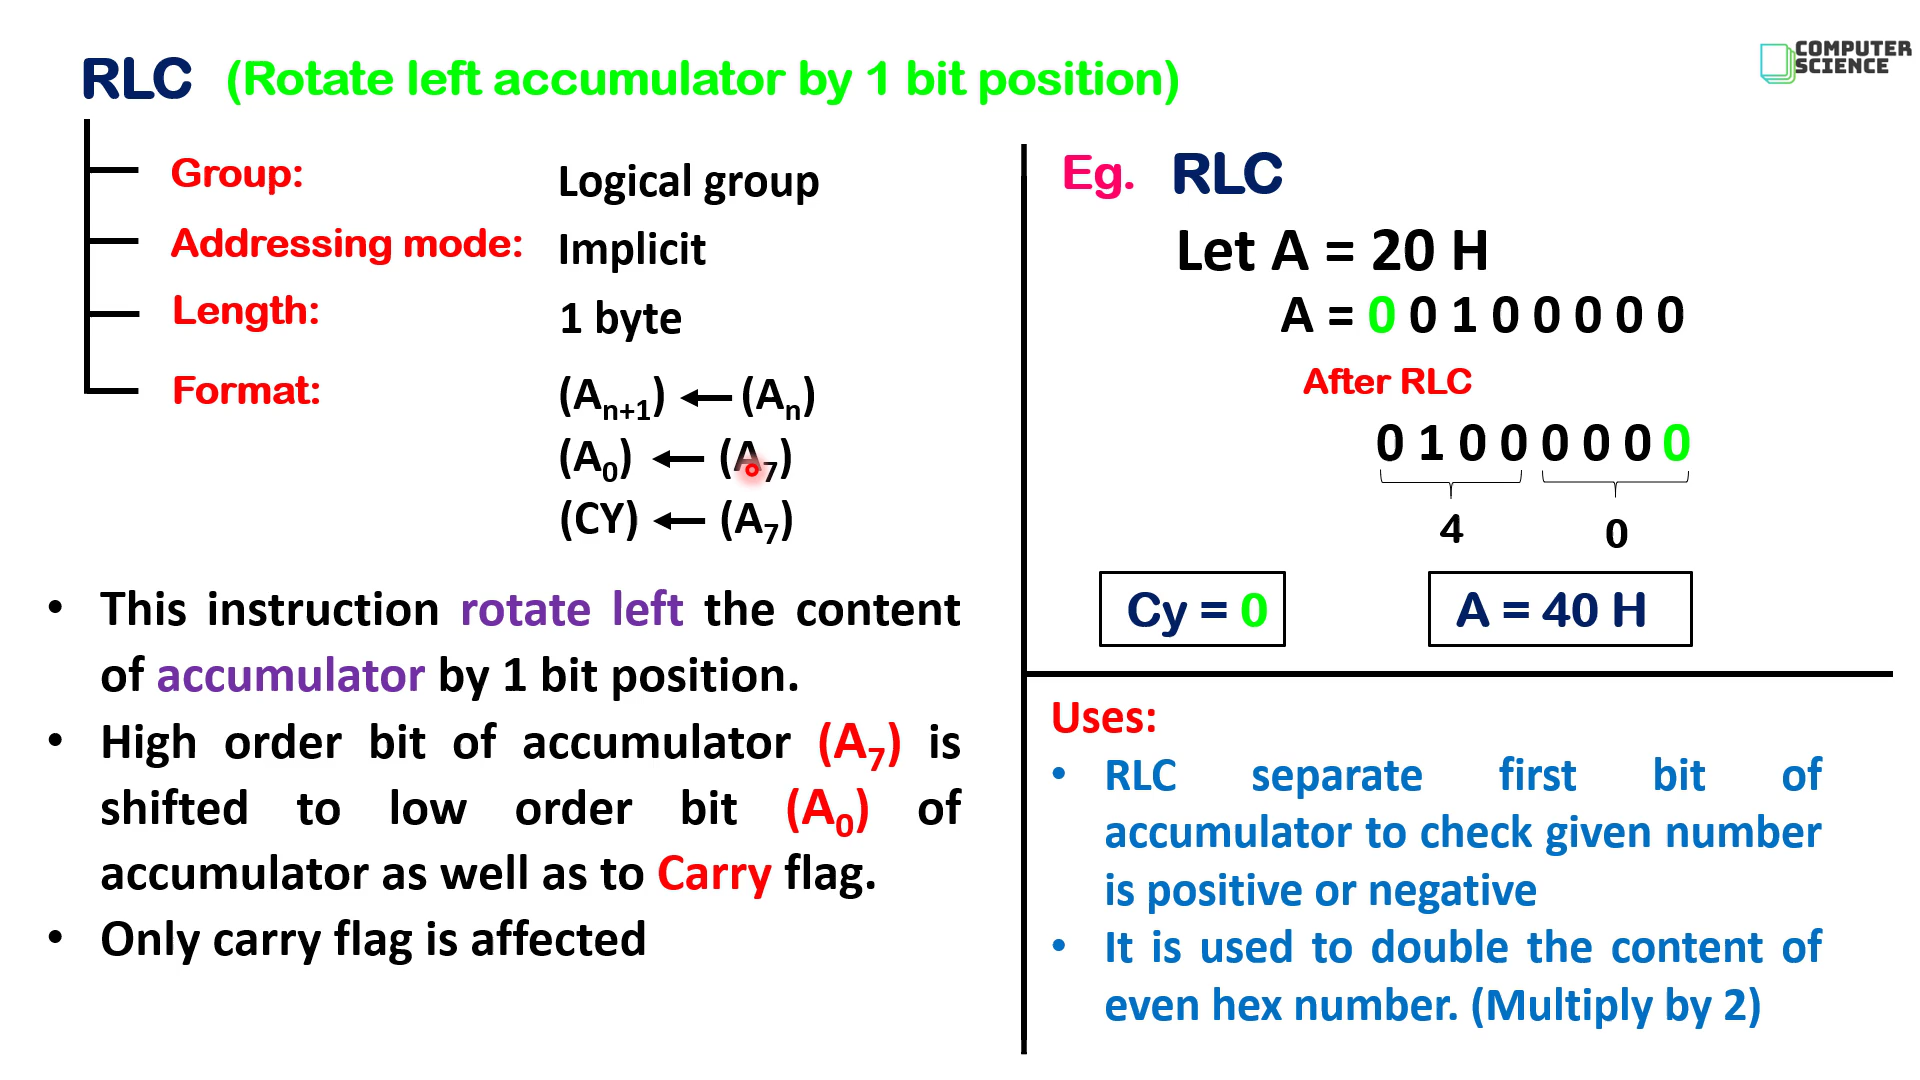 RLC (Rotate left accumulator by 1 bit position)
COMPUTER
SCIENCE
Group: Logical group
Addressing mode: Implicit
Length: 1 byte
Format: (Aₙ₊₁) ← (Aₙ)
(A₀) ← (A₇)
(CY) ← (A₇)
• This instruction rotate left the content
of accumulator by 1 bit position.
• High order bit of accumulator (A₇) is
shifted to low order bit (A₀) of
accumulator as well as to Carry flag.
• Only carry flag is affected
Eg. RLC
Let A = 20 H
A = 0 0 1 0 0 0 0 0
After RLC
0 1 0 0 0 0 0 0
4 0
Cy = 0 A = 40 H
Uses:
• RLC separate first bit of
accumulator to check given number
is positive or negative
• It is used to double the content of
even hex number. (Multiply by 2)